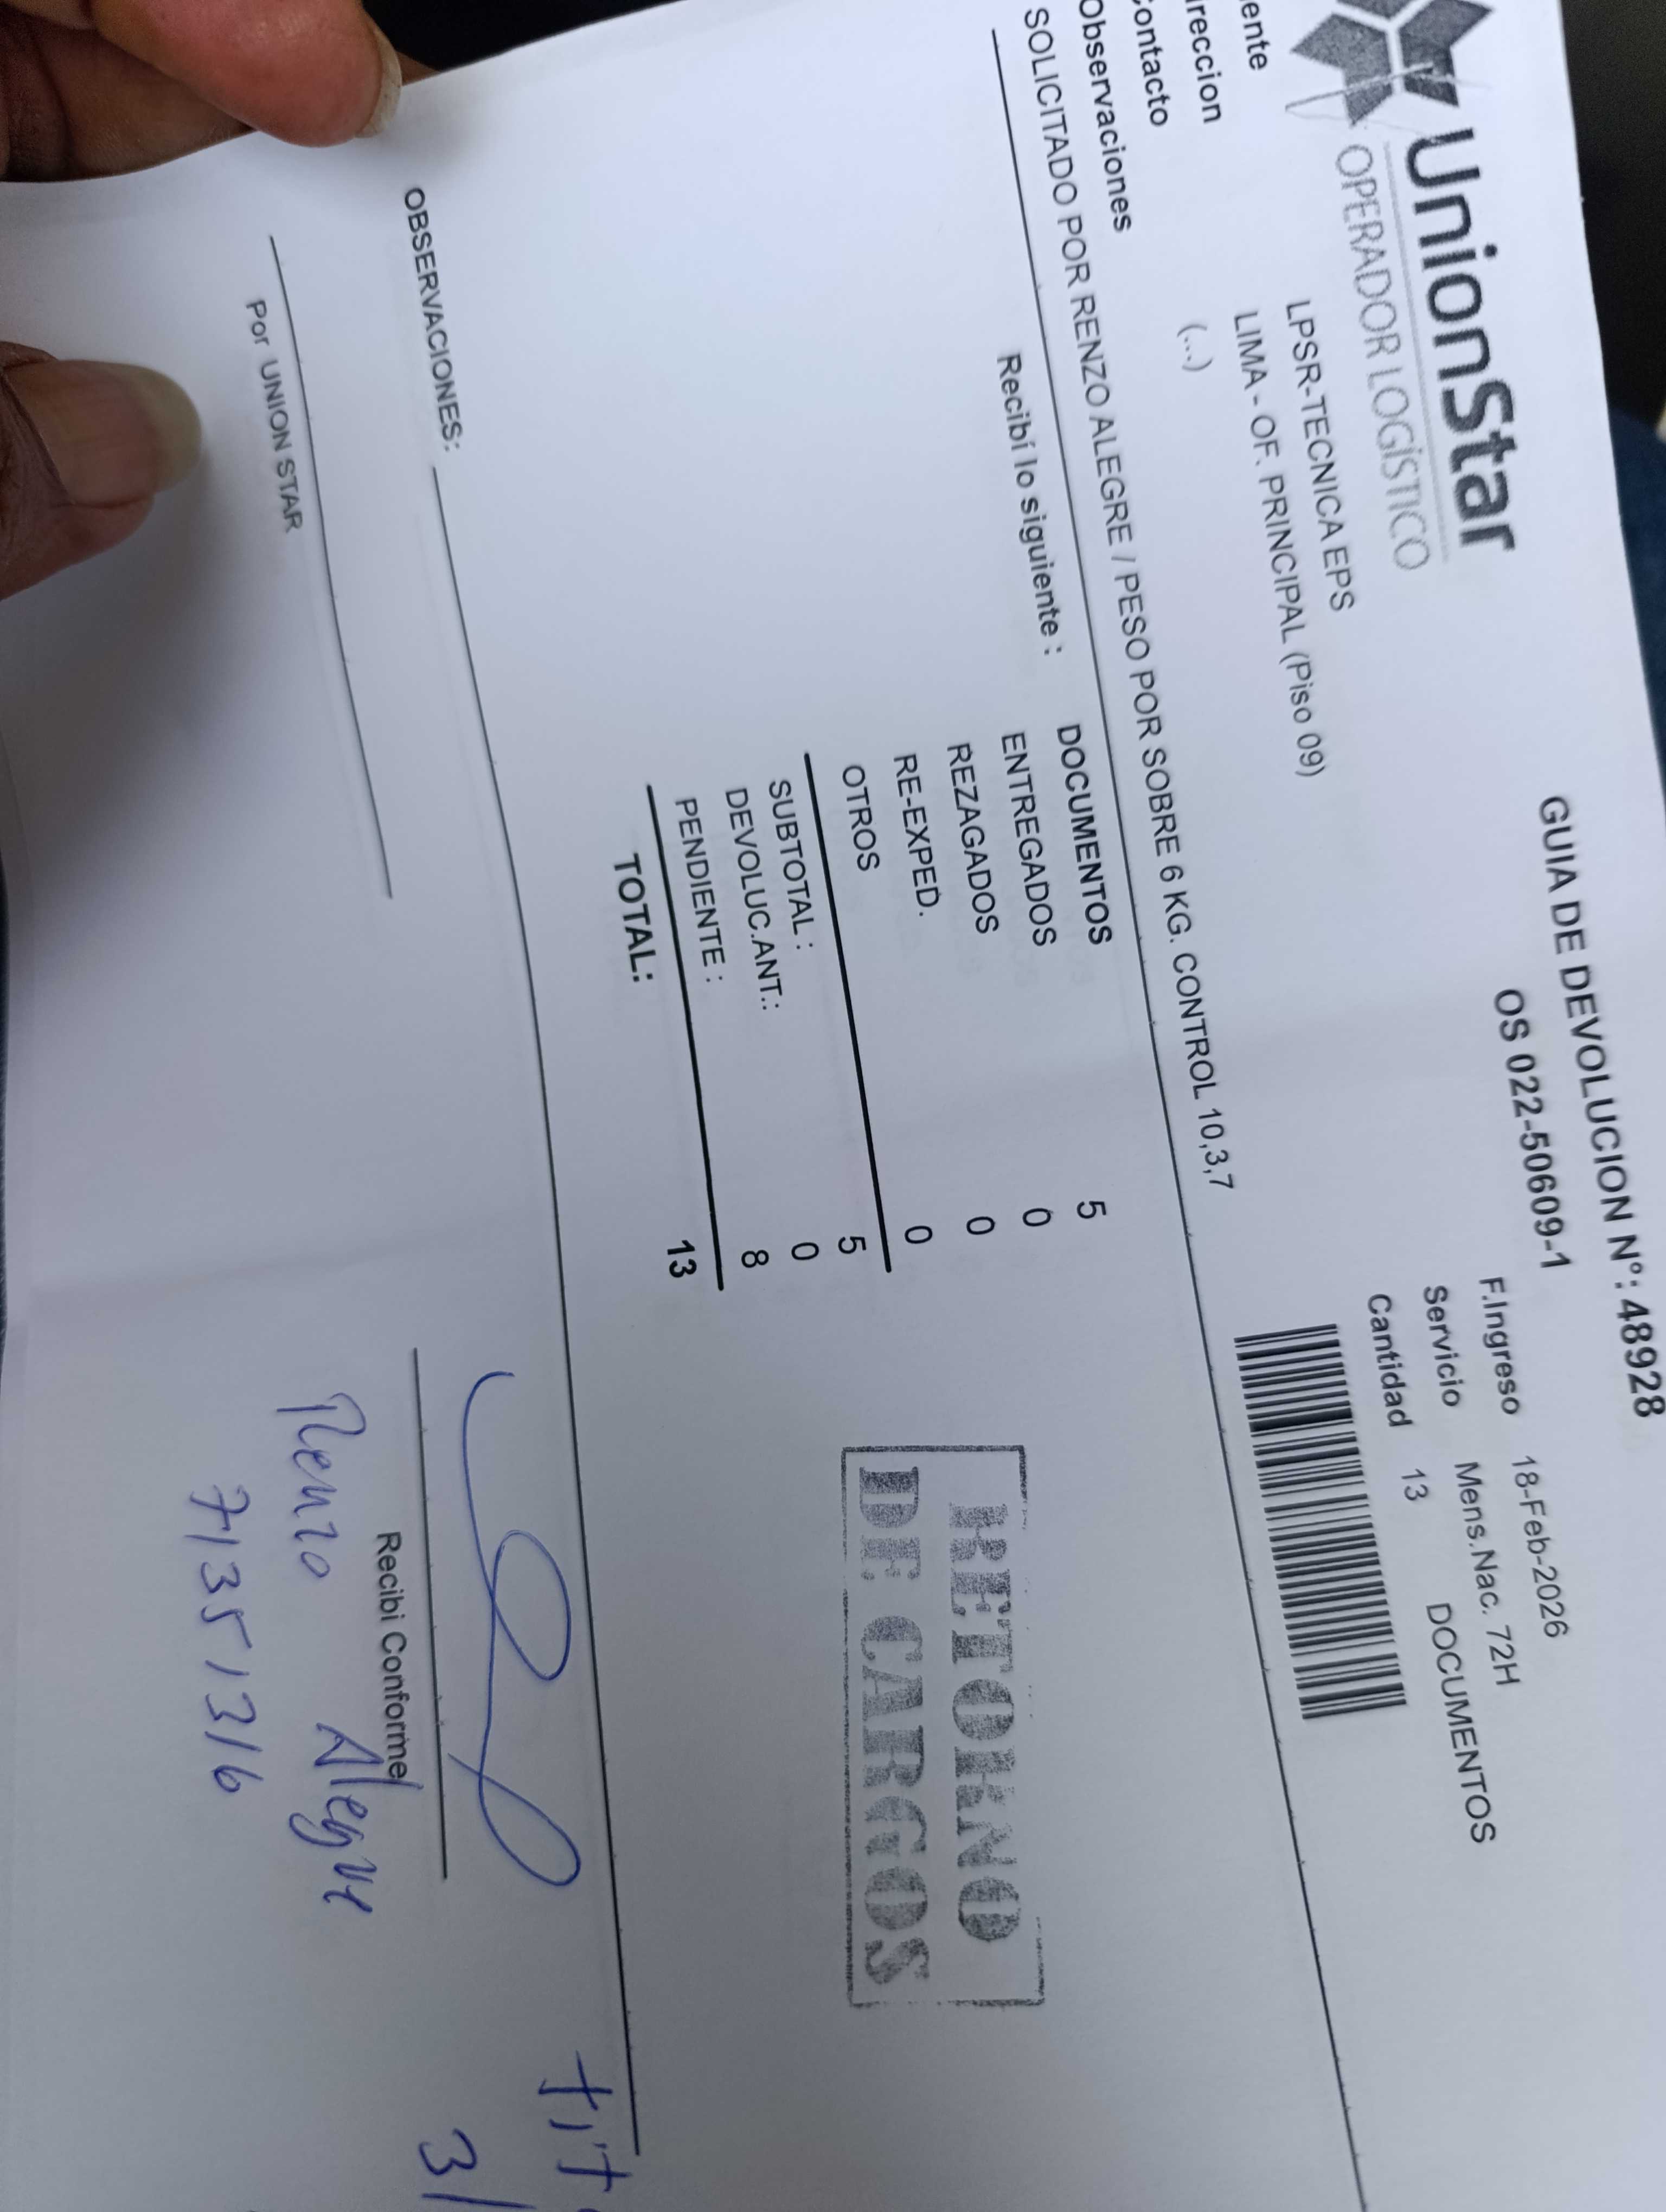 UnionStar
OPERADOR LOGÍSTICO
GUIA DE DEVOLUCION N°: 48928
OS 022-50609-1
ente LPSR-TECNICA EPS
ireccion LIMA - OF. PRINCIPAL (Piso 09)
ontacto (...)
Observaciones
SOLICITADO POR RENZO ALEGRE / PESO POR SOBRE 6 KG. CONTROL 10,3,7
F.Ingreso 18-Feb-2026
Servicio Mens.Nac. 72H
Cantidad 13 DOCUMENTOS
Recibí lo siguiente :
DOCUMENTOS 5
ENTREGADOS 0
REZAGADOS 0
RE-EXPED. 0
OTROS 5
SUBTOTAL : 0
DEVOLUC.ANT.: 8
PENDIENTE :
TOTAL: 13
RETORNO
DE CARGOS
OBSERVACIONES:
Por UNION STAR
Recibi Conforme
Renzo Alegre
71351316
3/